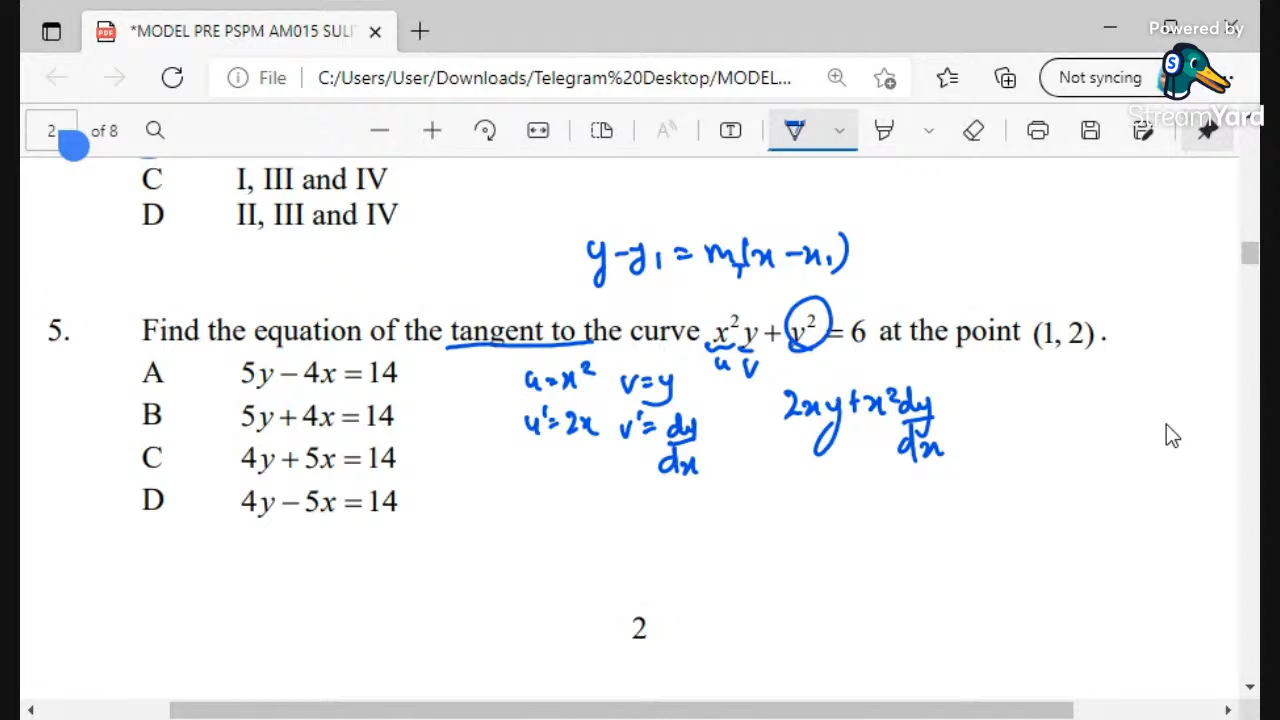 Powered by
*MODEL PRE PSPM AM015 SULIT
File C:/Users/User/Downloads/Telegram%20Desktop/MODEL... Not syncing
StreamYard
2 of 8
C I, III and IV
D II, III and IV
y-y₁ = m_T(x-x₁)
5. Find the equation of the tangent to the curve x²y + y² = 6 at the point (1, 2).
u v
A 5y − 4x = 14
u=x² v=y
B 5y + 4x = 14
u'=2x v'=dy/dx
2xy+x²dy/dx
C 4y + 5x = 14
D 4y − 5x = 14
2